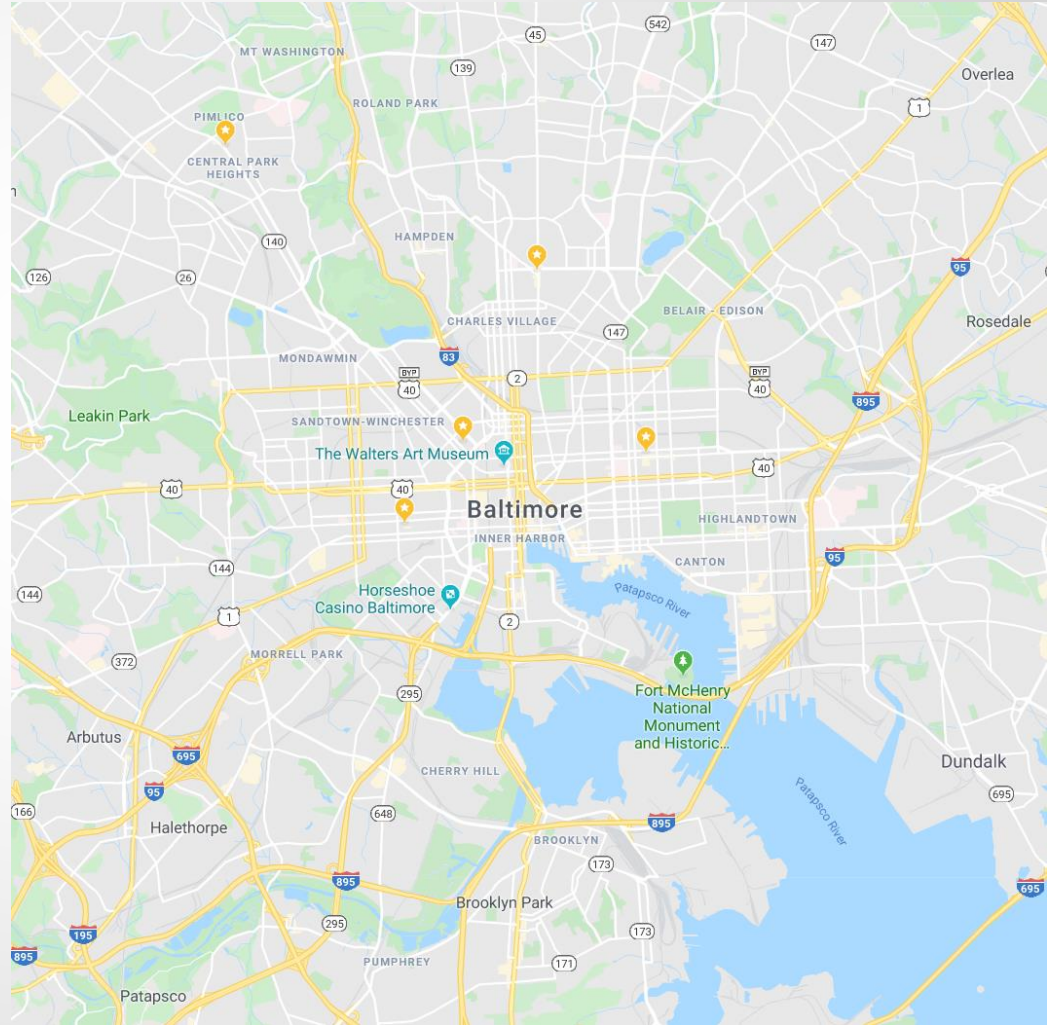 45
542
MT WASHINGTON
147
139
Overlea
ROLAND PARK
1
PIMLICO
CENTRAL PARK
HEIGHTS
n
HAMPDEN
140
126
26
95
CHARLES VILLAGE
BELAIR - EDISON
147
Rosedale
MONDAWMIN
83
BYP
40
2
BYP
40
895
Leakin Park
SANDTOWN-WINCHESTER
The Walters Art Museum
40
40
40
Baltimore
HIGHLANDTOWN
INNER HARBOR
95
CANTON
144
144
Horseshoe
Casino Baltimore
Patapsco River
1
2
MORRELL PARK
372
295
Fort McHenry
National
Monument
and Historic...
Arbutus
695
Dundalk
CHERRY HILL
95
695
Patapsco River
166
648
Halethorpe
895
BROOKLYN
173
895
695
Brooklyn Park
295
173
195
895
171
PUMPHREY
Patapsco